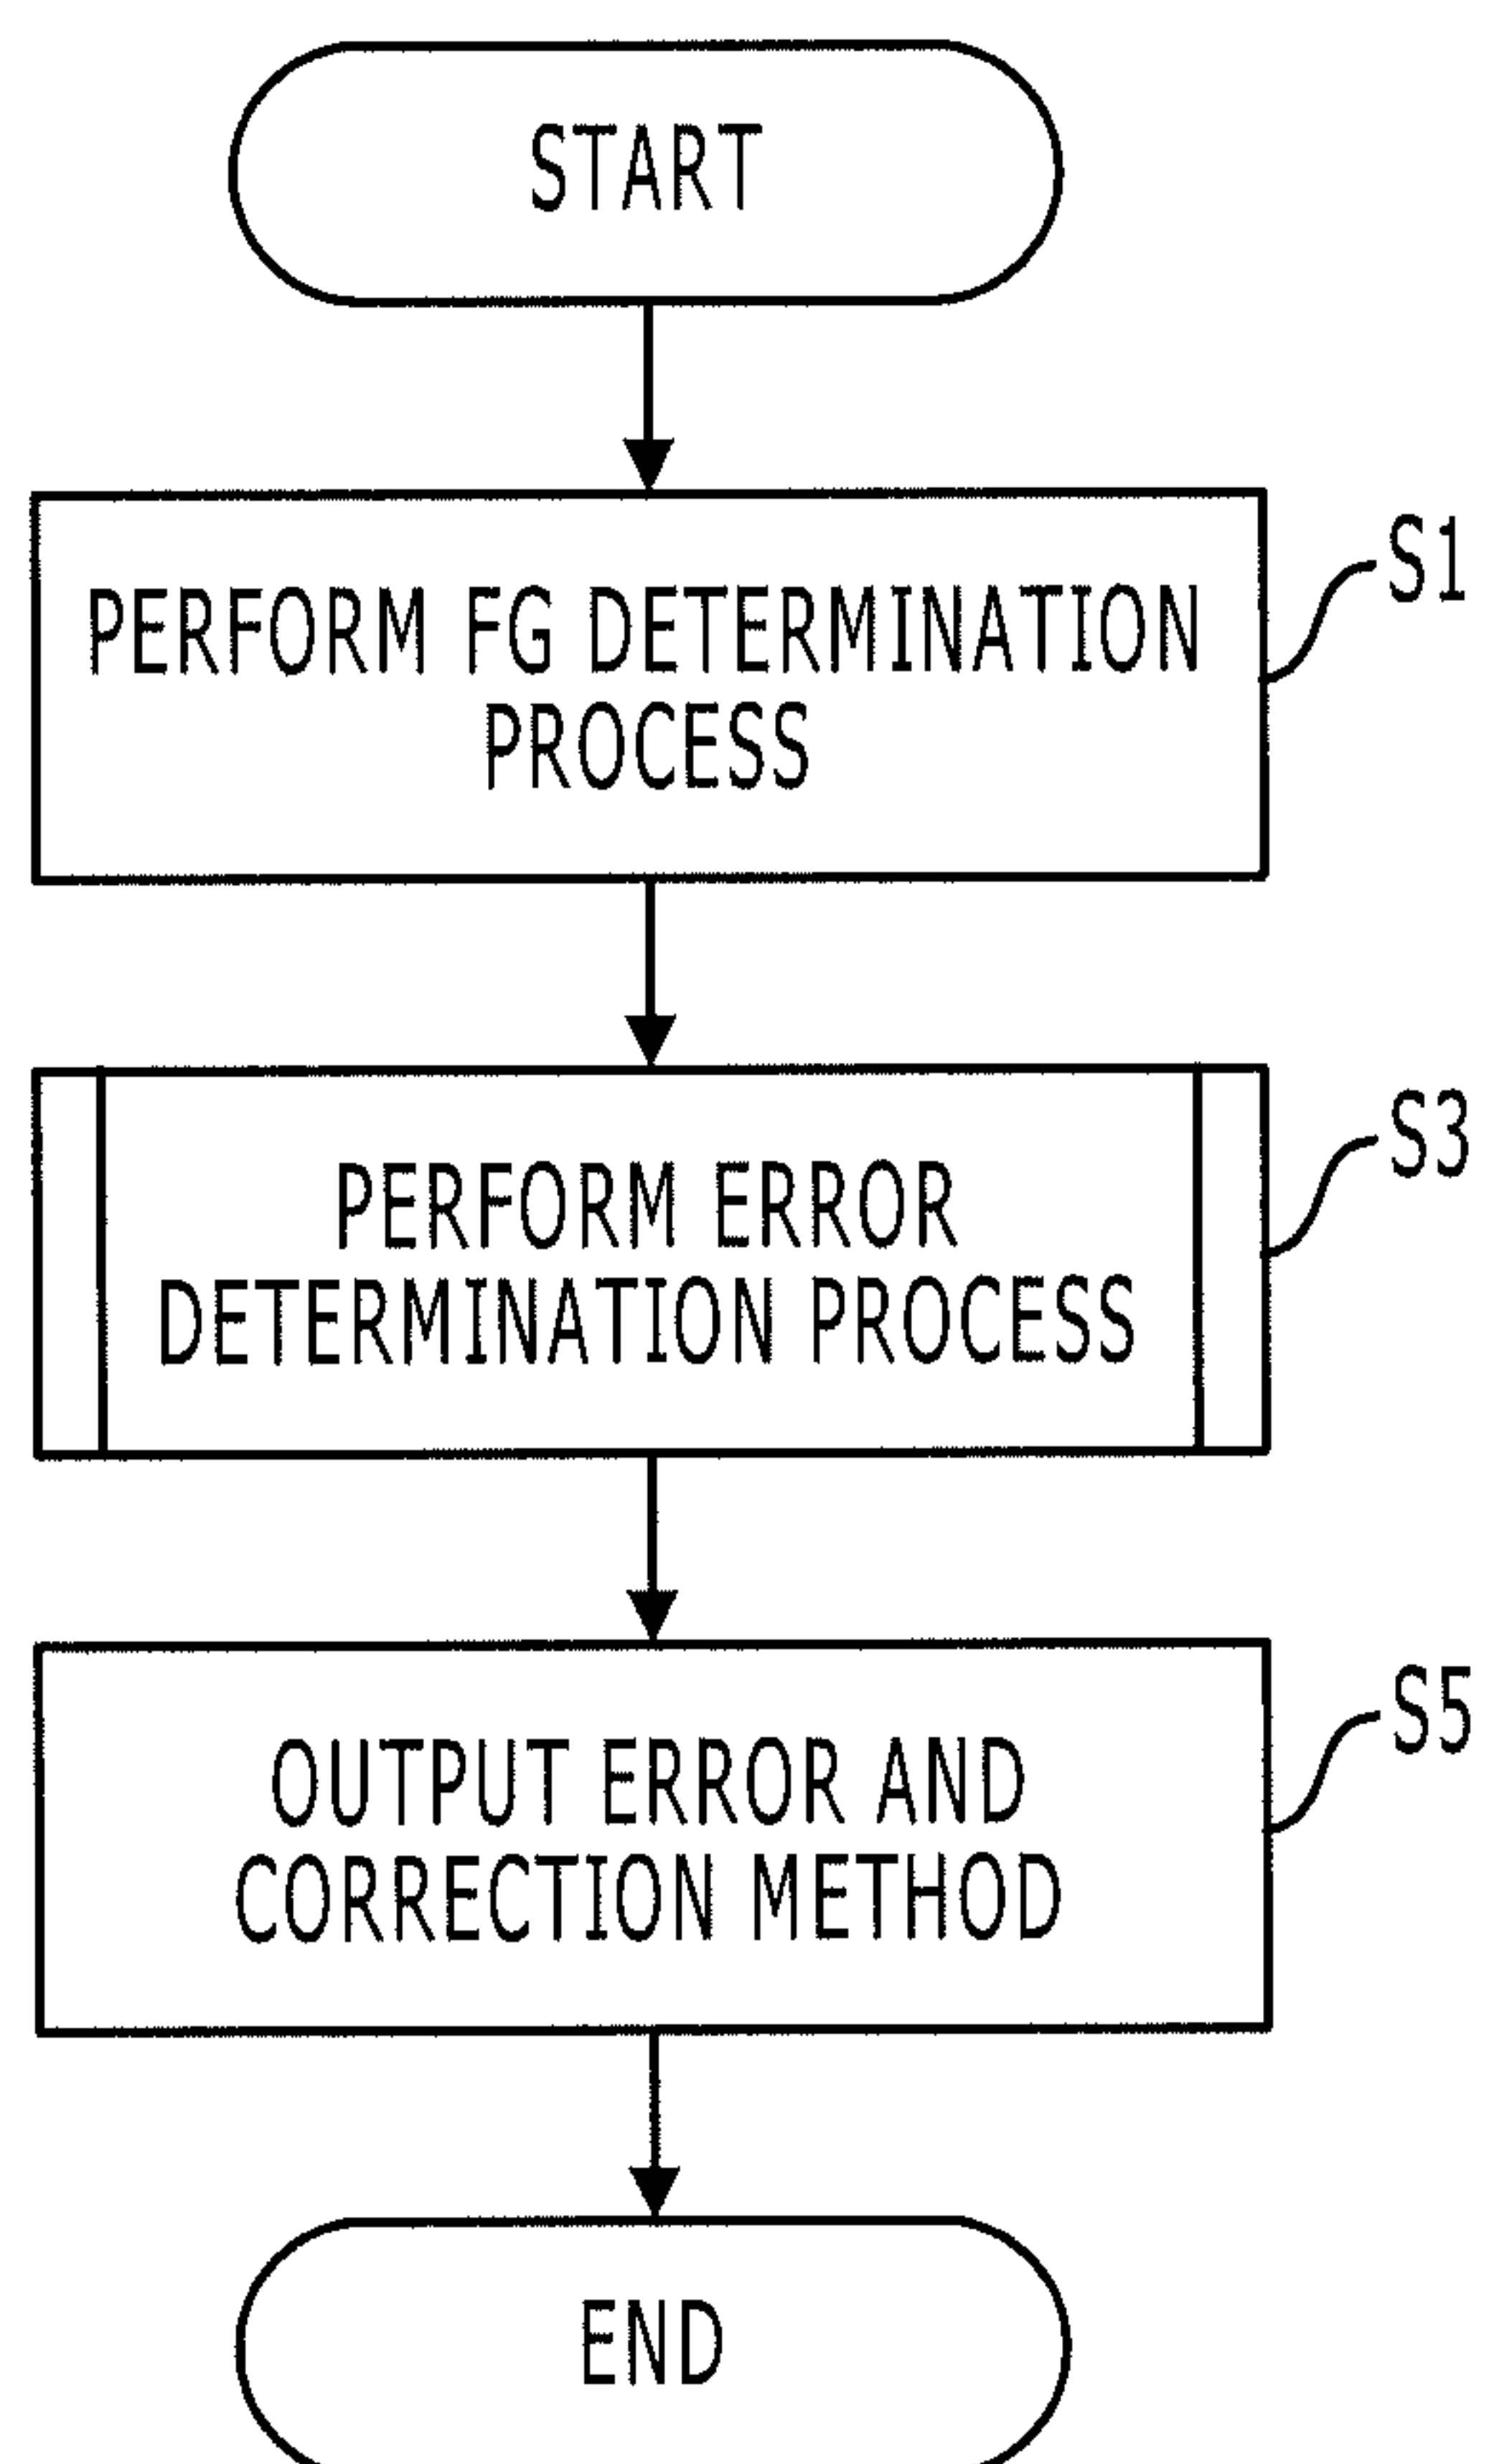 START
PERFORM FG DETERMINATION
PROCESS
S1
PERFORM ERROR
DETERMINATION PROCESS
S3
OUTPUT ERROR AND
CORRECTION METHOD
S5
END